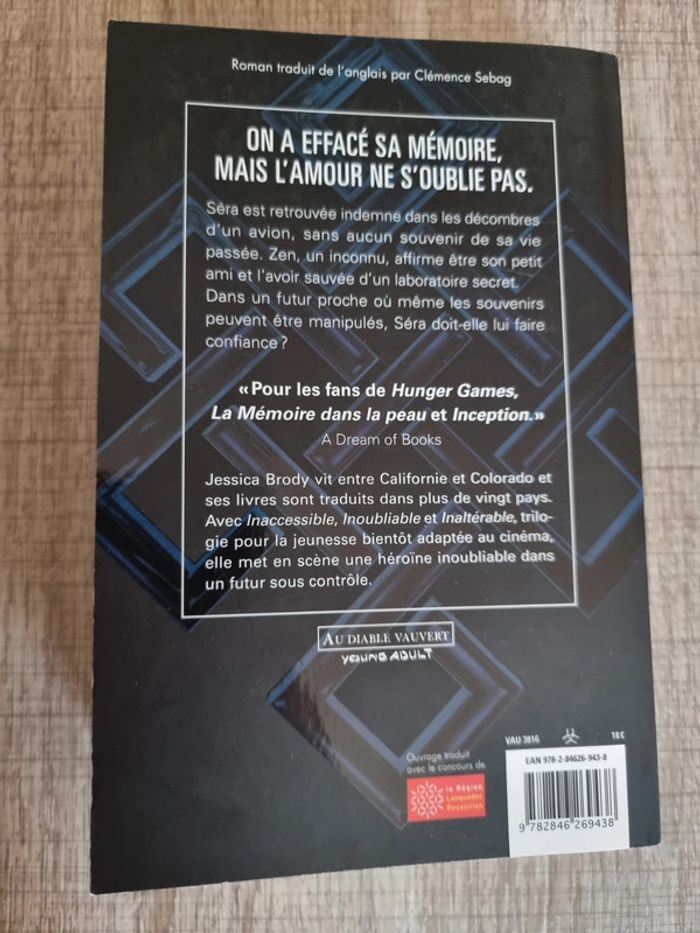 Roman traduit de l'anglais par Clémence Sebag
ON A EFFACÉ SA MÉMOIRE,
MAIS L'AMOUR NE S'OUBLIE PAS.
Séra est retrouvée indemne dans les décombres
d'un avion, sans aucun souvenir de sa vie
passée. Zen, un inconnu, affirme être son petit
ami et l'avoir sauvée d'un laboratoire secret.
Dans un futur proche où même les souvenirs
peuvent être manipulés, Séra doit-elle lui faire
confiance ?
« Pour les fans de Hunger Games,
La Mémoire dans la peau et Inception. »
A Dream of Books
Jessica Brody vit entre Californie et Colorado et
ses livres sont traduits dans plus de vingt pays.
Avec Inaccessible, Inoubliable et Inaltérable, trilo-
gie pour la jeunesse bientôt adaptée au cinéma,
elle met en scène une héroïne inoubliable dans
un futur sous contrôle.
AU DIABLE VAUVERT
YOUNG ADULT
Ouvrage traduit
avec le concours de
la Région
Languedoc
Roussillon
VAU 3816
18 €
EAN 978-2-84626-943-8
9 782846 269438